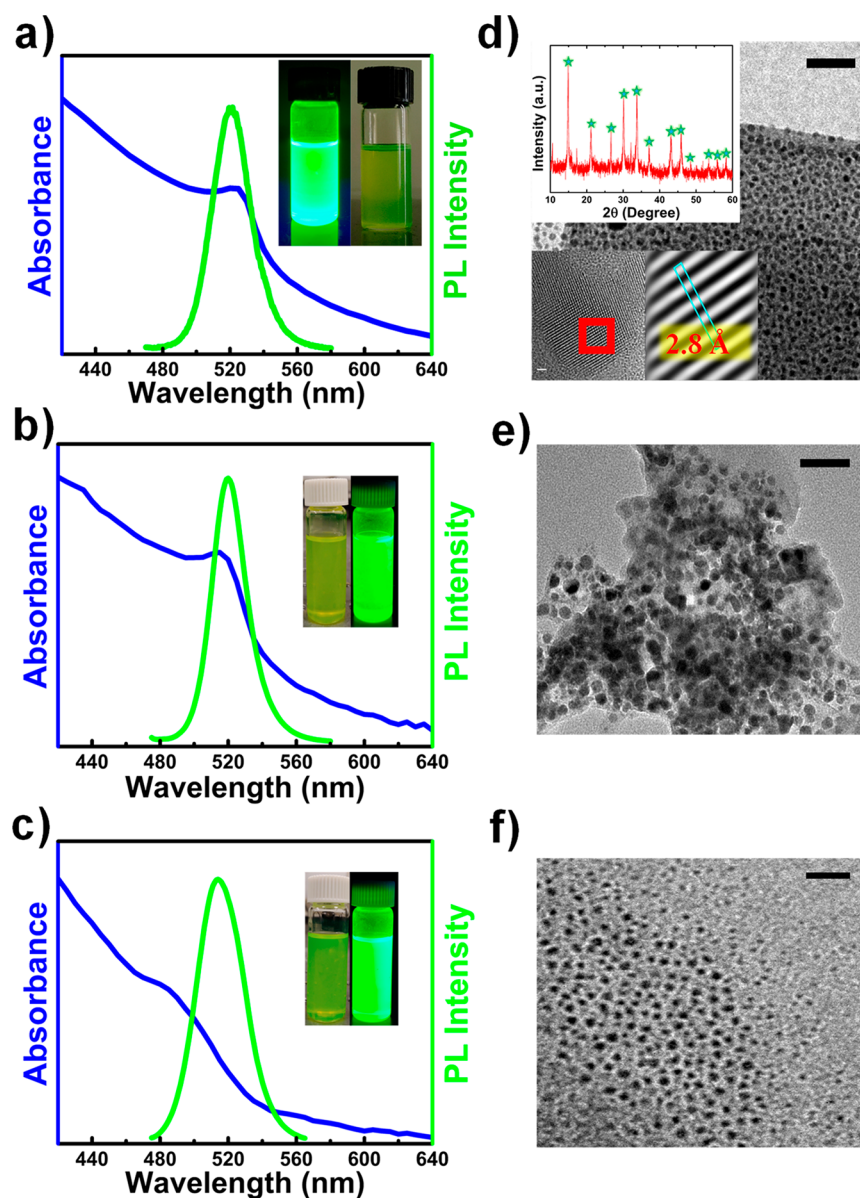 a)
Absorbance
PL Intensity
440 480 520 560 600 640
Wavelength (nm)
b)
Absorbance
PL Intensity
440 480 520 560 600 640
Wavelength (nm)
c)
Absorbance
PL Intensity
440 480 520 560 600 640
Wavelength (nm)
d)
Intensity (a.u.)
10 20 30 40 50 60
2θ (Degree)
2.8 Å
e)
f)